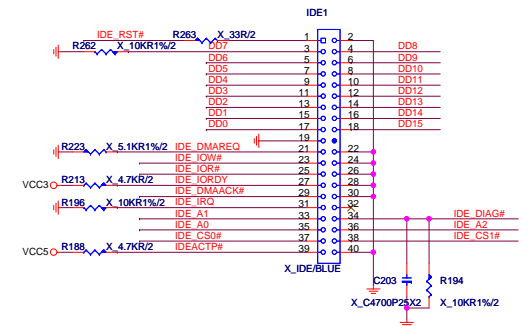 IDE1
IDE_RST# R263 X_33R/2 1 2
R262 X_10KR1%/2 DD7 3 4 DD8
DD6 5 6 DD9
DD5 7 8 DD10
DD4 9 10 DD11
DD3 11 12 DD12
DD2 13 14 DD13
DD1 15 16 DD14
DD0 17 18 DD15
19
R223 X_5.1KR1%/2 IDE_DMAREQ 21 22
IDE_IOW# 23 24
IDE_IOR# 25 26
VCC3 R213 X_4.7KR/2 IDE_IORDY 27 28
IDE_DMAACK# 29 30
R196 X_10KR1%/2 IDE_IRQ 31 32
IDE_A1 33 34 IDE_DIAG#
IDE_A0 35 36 IDE_A2
IDE_CS0# 37 38 IDE_CS1#
VCC5 R188 X_4.7KR/2 IDEACTP# 39 40
X_IDE/BLUE
C203 R194
X_C4700P25X2 X_10KR1%/2